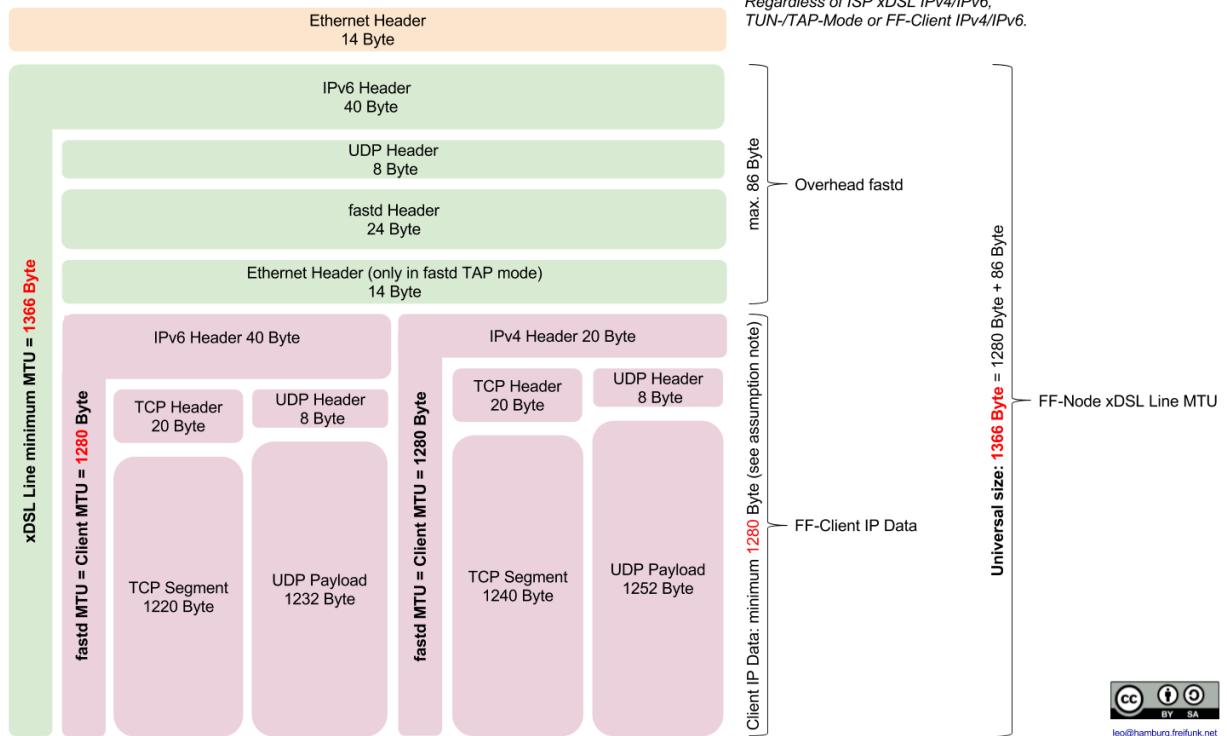 Regardless of ISP xDSL IPv4/IPv6,
TUN-/TAP-Mode or FF-Client IPv4/IPv6.
Ethernet Header
14 Byte
IPv6 Header
40 Byte
UDP Header
8 Byte
fastd Header
24 Byte
Ethernet Header (only in fastd TAP mode)
14 Byte
xDSL Line minimum MTU = 1366 Byte
IPv6 Header 40 Byte
fastd MTU = Client MTU = 1280 Byte
TCP Header
20 Byte
UDP Header
8 Byte
TCP Segment
1220 Byte
UDP Payload
1232 Byte
IPv4 Header 20 Byte
fastd MTU = Client MTU = 1280 Byte
TCP Header
20 Byte
UDP Header
8 Byte
TCP Segment
1240 Byte
UDP Payload
1252 Byte
max. 86 Byte
Overhead fastd
Client IP Data: minimum 1280 Byte (see assumption note)
FF-Client IP Data
Universal size: 1366 Byte = 1280 Byte + 86 Byte
FF-Node xDSL Line MTU
cc
BY SA
leo@hamburg.freifunk.net